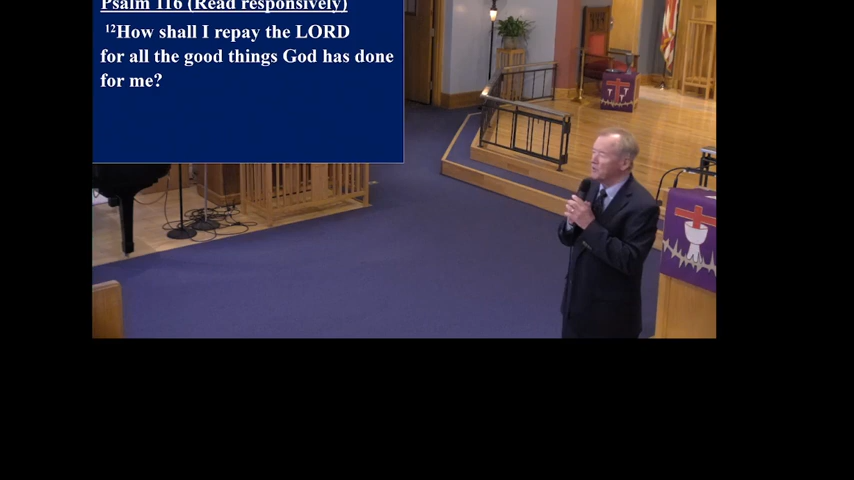 Psalm 116 (Read responsively)
12How shall I repay the LORD
for all the good things God has done
for me?